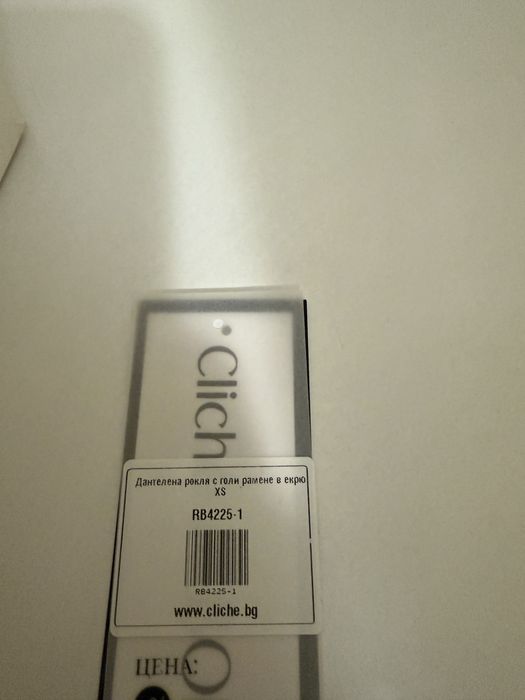 Clich
Дантелена рокля с голи рамене в екрю
XS
RB4225-1
RB4225-1
www.cliche.bg
ЦЕНА: